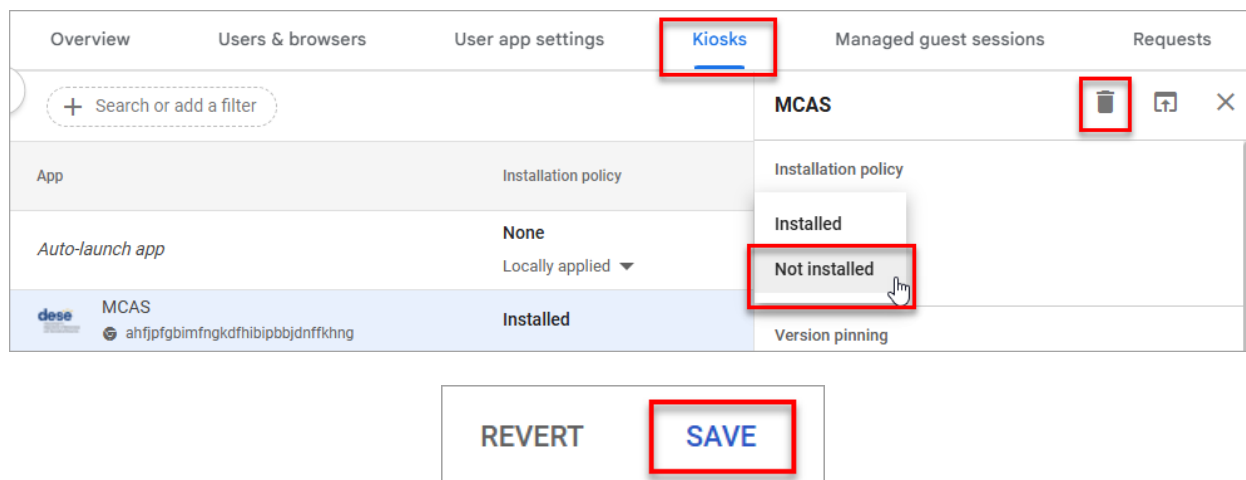 Overview Users & browsers User app settings Kiosks Managed guest sessions Requests
+ Search or add a filter
MCAS
App Installation policy
Installation policy
Auto-launch app
None
Locally applied
Installed
Not installed
dese
MCAS
ahfjpfgbimfngkdfhibipbbjdnffkhng
Installed
Version pinning
REVERT SAVE